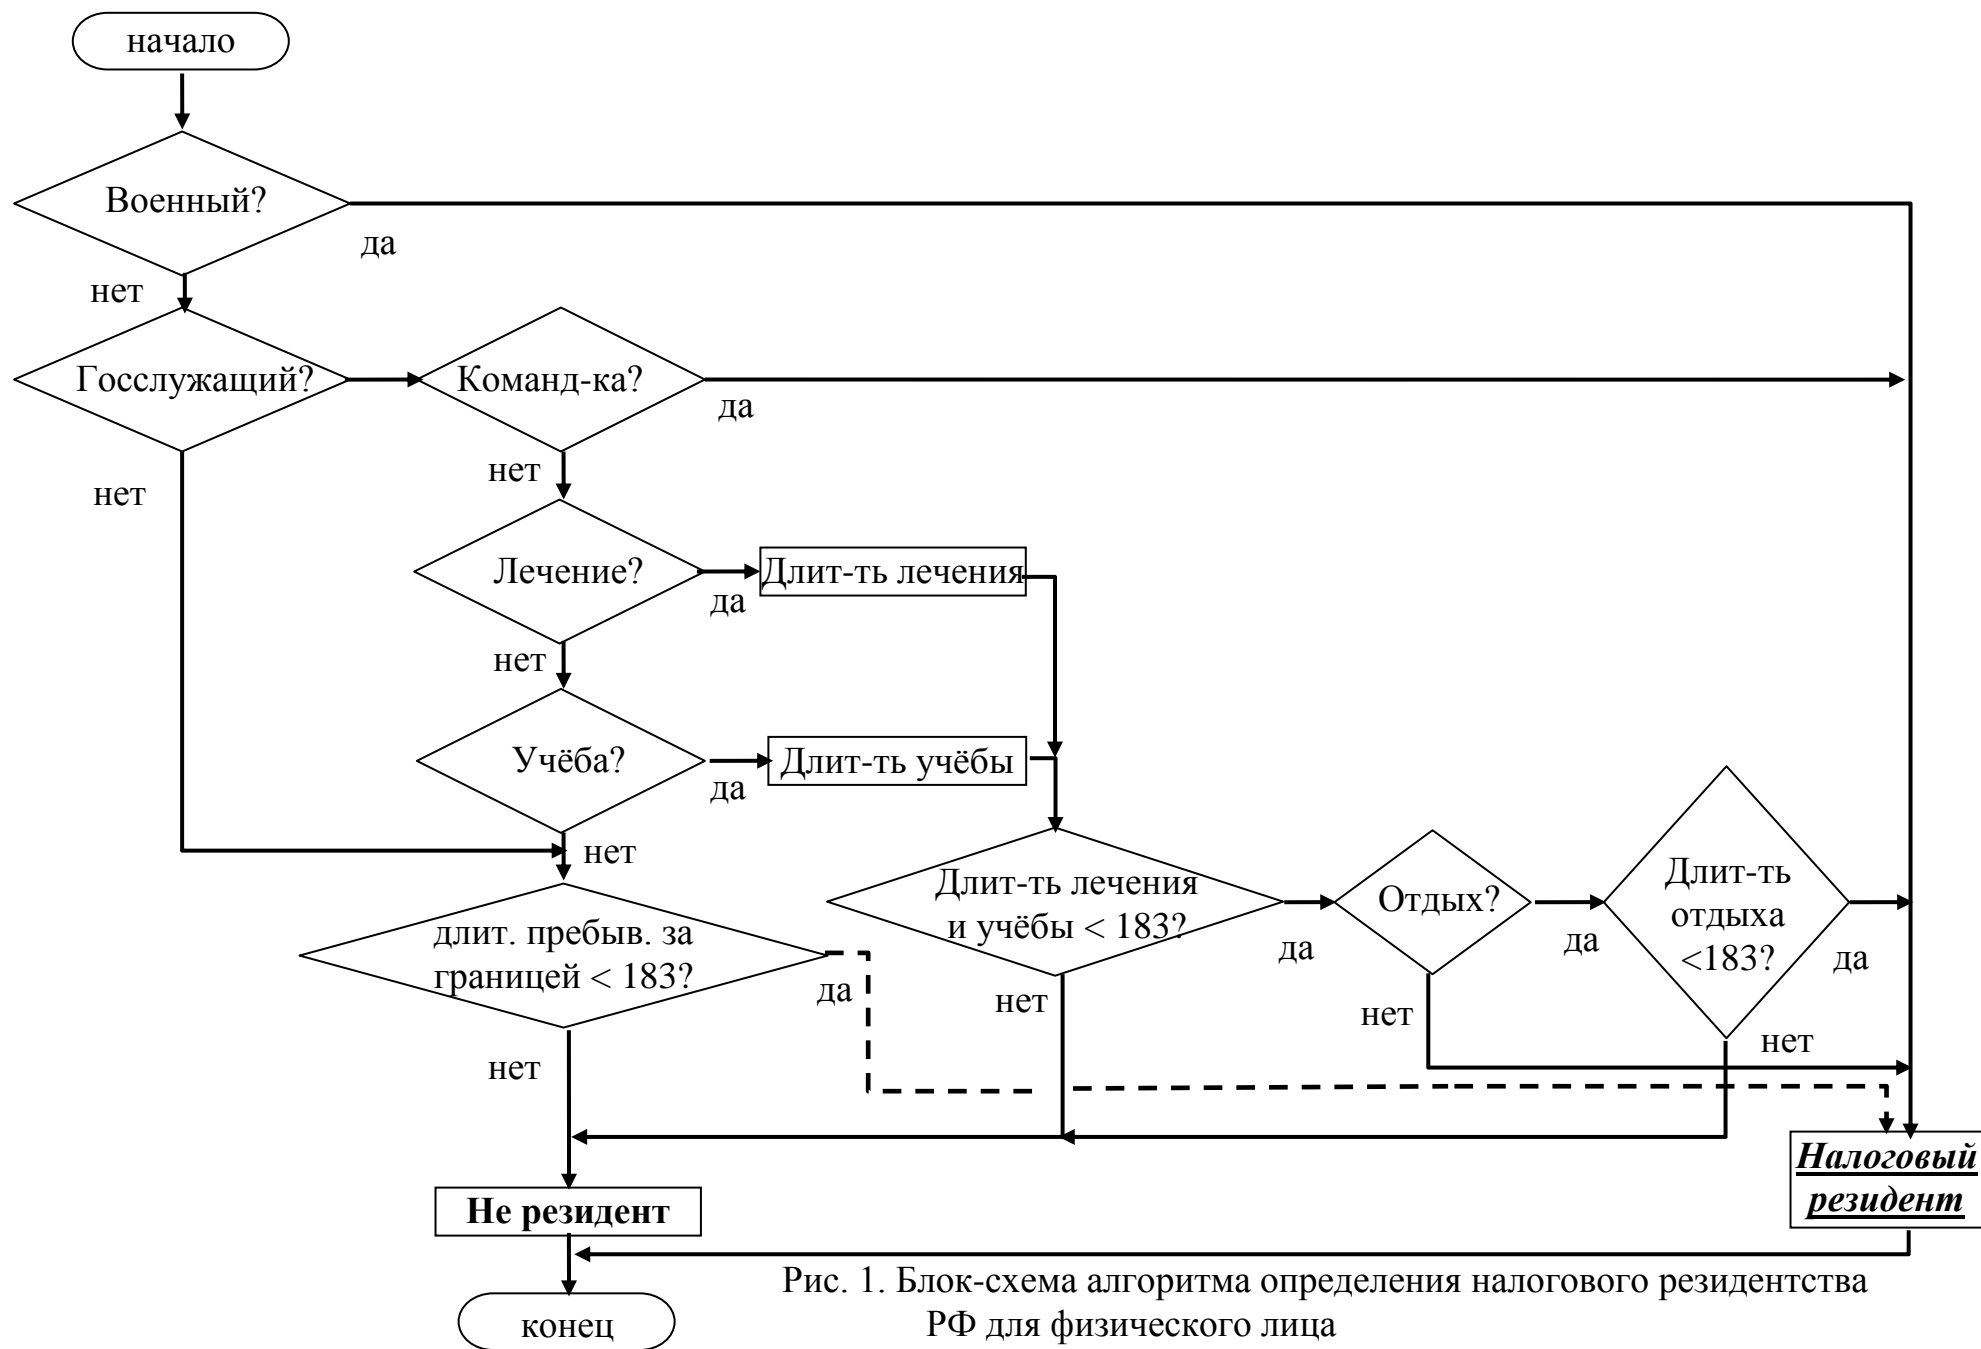 начало
Военный?
да
нет
Госслужащий?
Команд-ка?
да
нет
нет
Лечение?
Длит-ть лечения
да
нет
Учёба?
Длит-ть учёбы
да
нет
длит. пребыв. за
границей < 183?
да
нет
Длит-ть лечения
и учёбы < 183?
да
нет
Отдых?
да
нет
Длит-ть
отдыха
<183?
да
нет
Не резидент
Налоговый
резидент
конец
Рис. 1. Блок-схема алгоритма определения налогового резидентства
РФ для физического лица